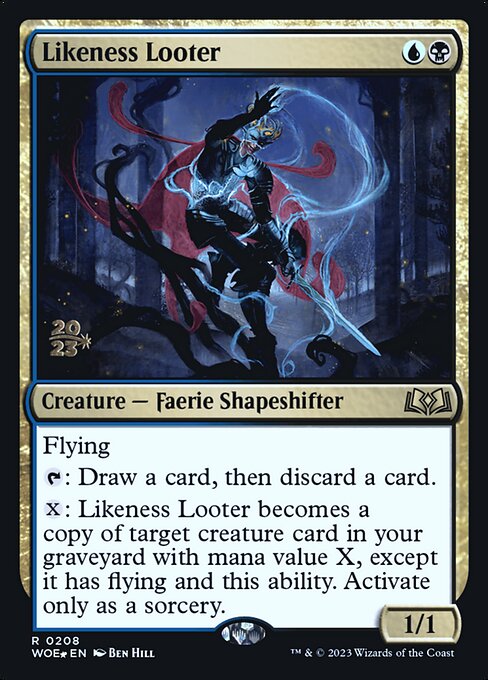 Likeness Looter
20
23
Creature — Faerie Shapeshifter
Flying
: Draw a card, then discard a card.
X: Likeness Looter becomes a
copy of target creature card in your
graveyard with mana value X, except
it has flying and this ability. Activate
only as a sorcery.
1/1
R 0208
WOE★EN Ben Hill
™ & © 2023 Wizards of the Coast